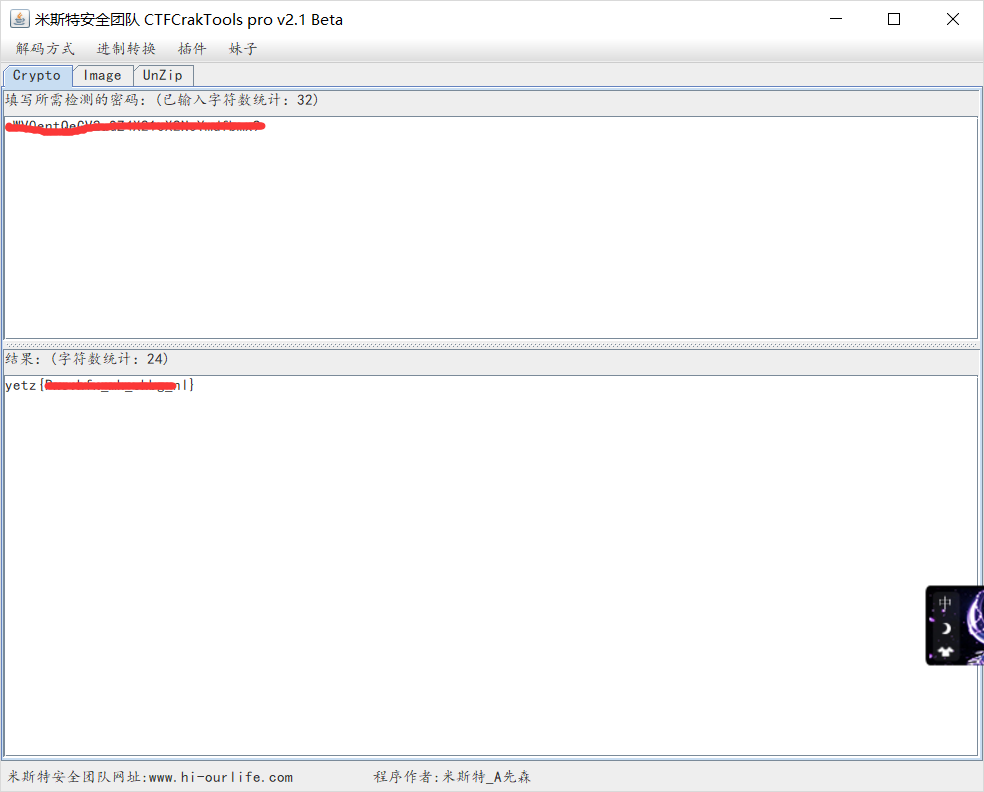 米斯特安全团队 CTFCrakTools pro v2.1 Beta
解码方式 进制转换 插件 妹子
Crypto Image UnZip
填写所需检测的密码：(已输入字符数统计：32)
结果：(字符数统计：24)
yetz{ nl}
中
米斯特安全团队网址:www.hi-ourlife.com 程序作者:米斯特_A先森